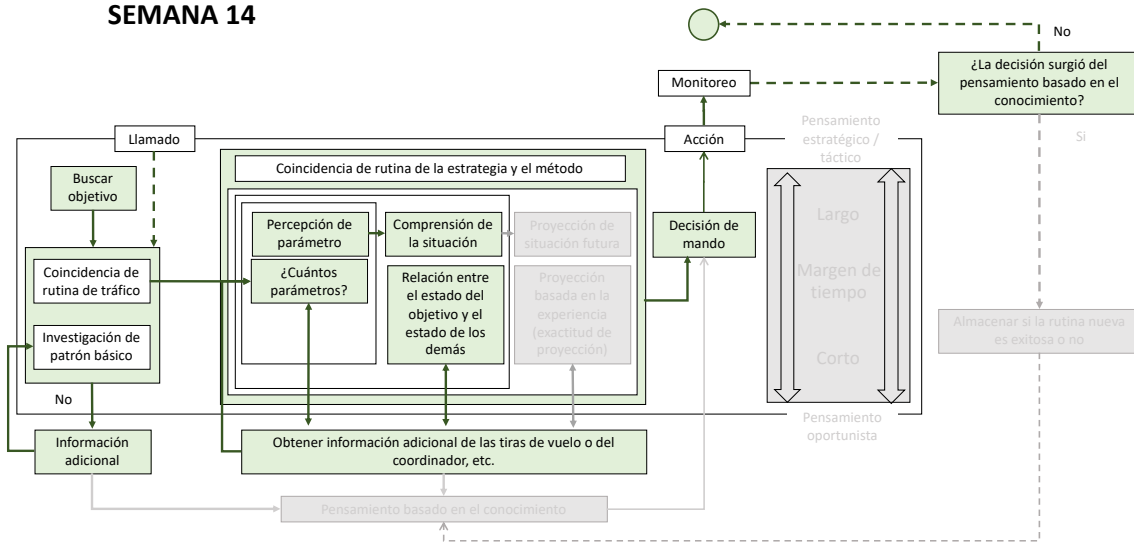 SEMANA 14
No
¿La decisión surgió del
pensamiento basado en el
conocimiento?
Monitoreo
Pensamiento
estratégico /
táctico
Si
Llamado
Acción
Buscar
objetivo
Coincidencia de rutina de la estrategia y el método
Percepción de
parámetro
Comprensión de
la situación
Proyección de
situación futura
Decisión de
mando
Largo
Coincidencia de
rutina de tráfico
¿Cuántos
parámetros?
Relación entre
el estado del
objetivo y el
estado de los
demás
Proyección
basada en la
experiencia
(exactitud de
proyección)
Margen de
tiempo
Almacenar si la rutina nueva
es exitosa o no
Investigación de
patrón básico
Corto
No
Pensamiento
oportunista
Información
adicional
Obtener información adicional de las tiras de vuelo o del
coordinador, etc.
Pensamiento basado en el conocimiento